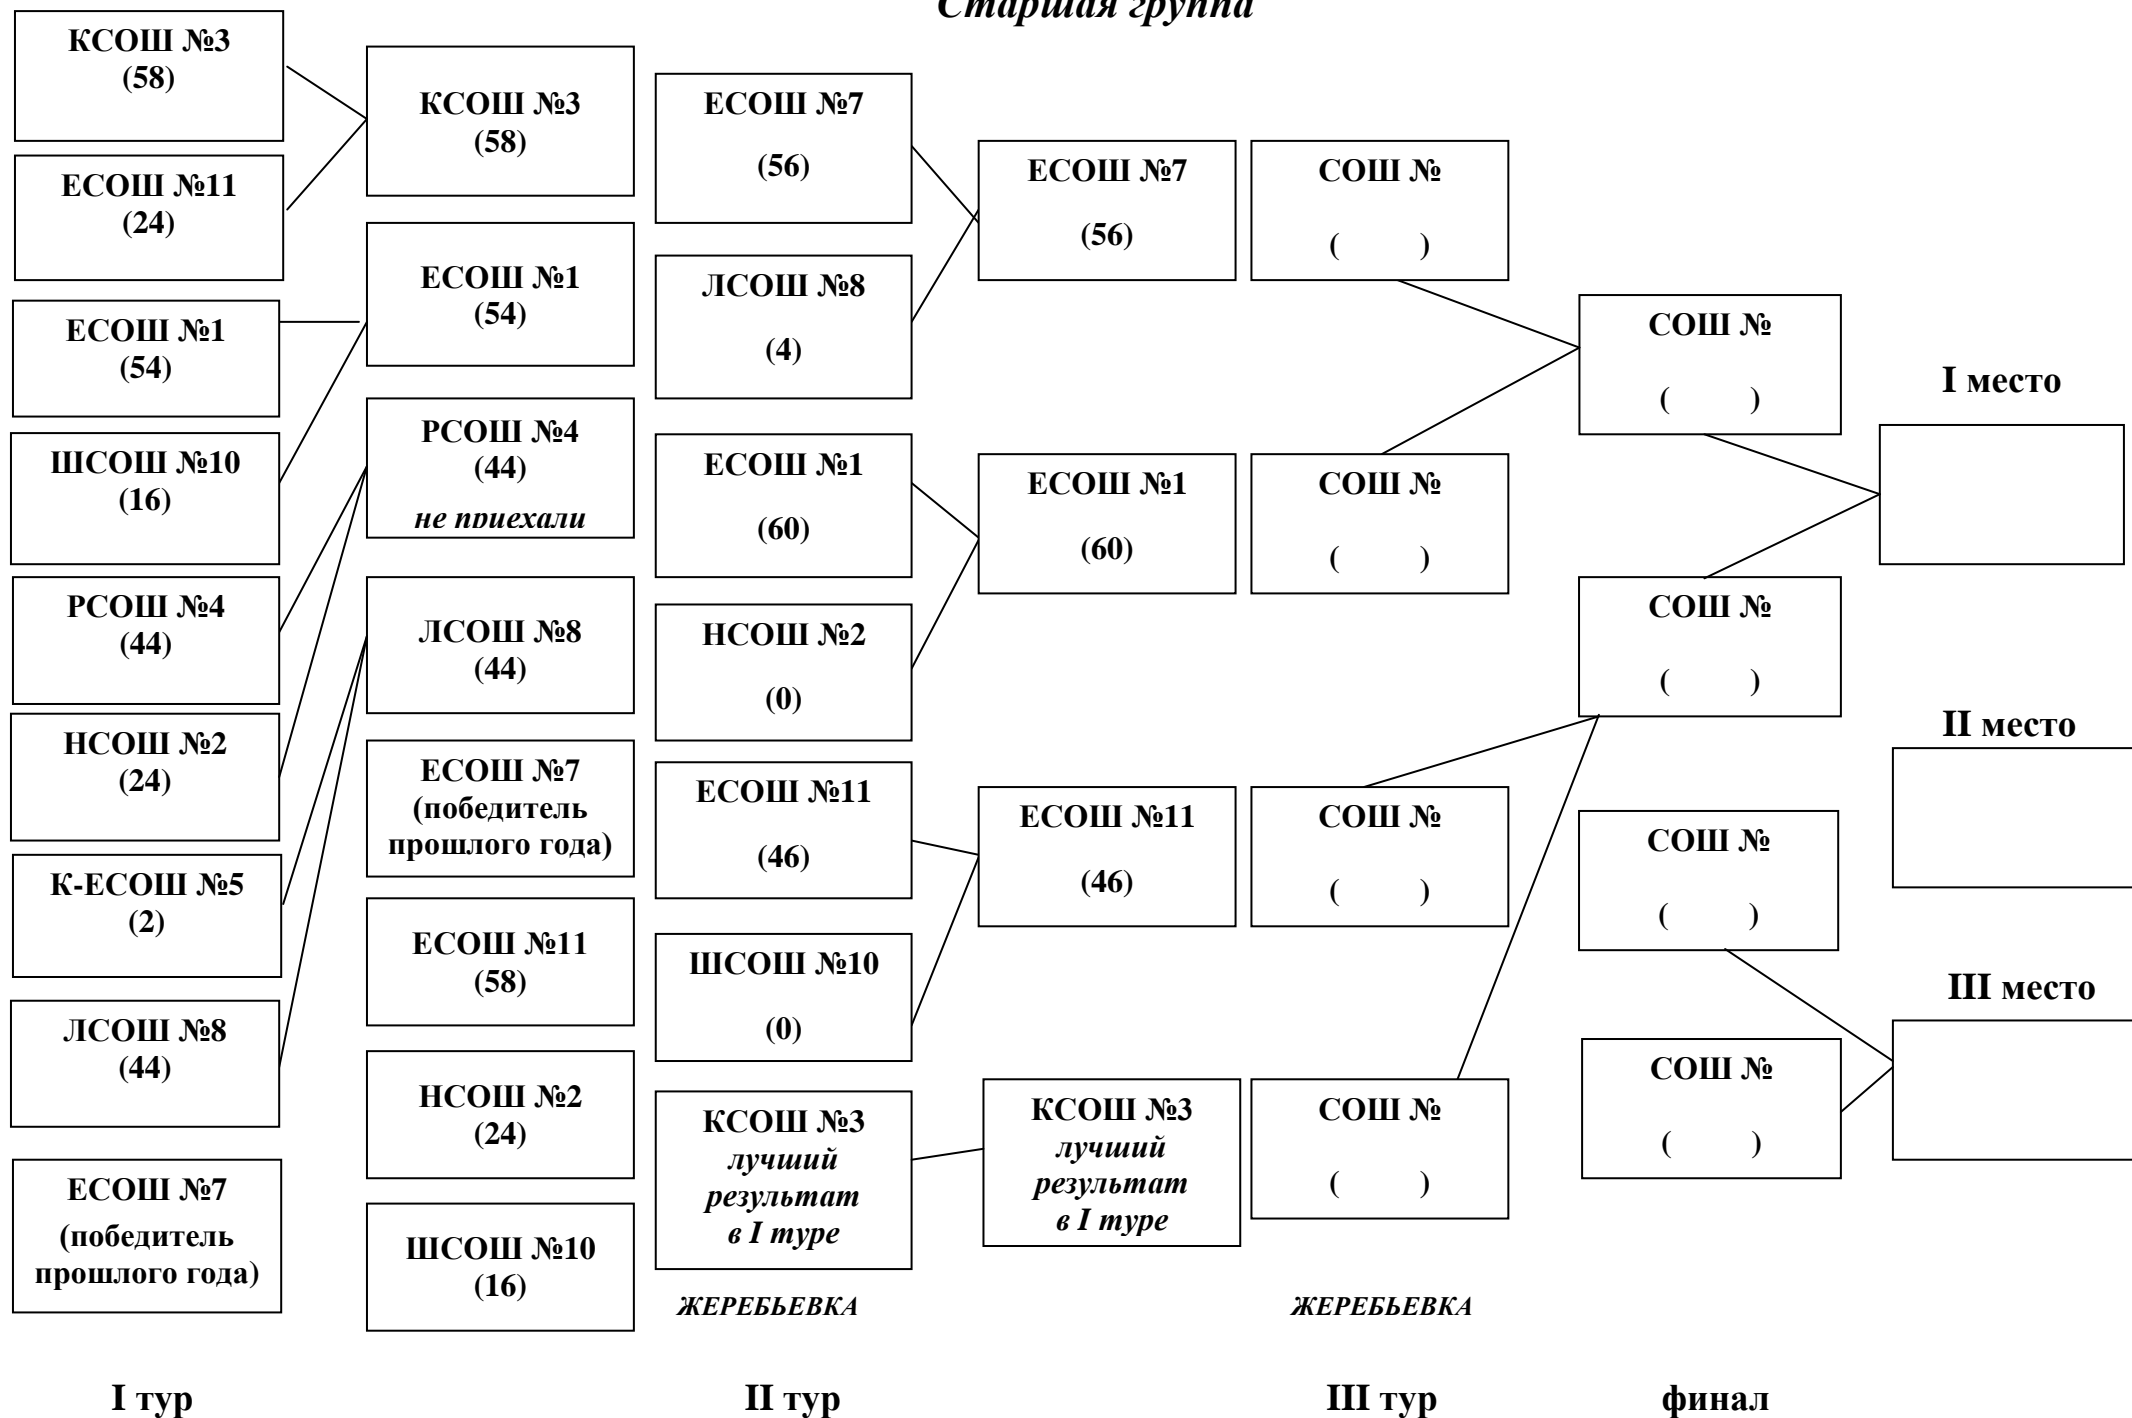 Старшая группа
КСОШ №3
(58)
ЕСОШ №11
(24)
ЕСОШ №1
(54)
ШСОШ №10
(16)
РСОШ №4
(44)
НСОШ №2
(24)
К-ЕСОШ №5
(2)
ЛСОШ №8
(44)
ЕСОШ №7
(победитель
прошлого года)
КСОШ №3
(58)
ЕСОШ №1
(54)
РСОШ №4
(44)
не приехали
ЛСОШ №8
(44)
ЕСОШ №7
(победитель
прошлого года)
ЕСОШ №11
(58)
НСОШ №2
(24)
ШСОШ №10
(16)
ЕСОШ №7
(56)
ЛСОШ №8
(4)
ЕСОШ №1
(60)
НСОШ №2
(0)
ЕСОШ №11
(46)
ШСОШ №10
(0)
КСОШ №3
лучший
результат
в I туре
ЖЕРЕБЬЕВКА
ЕСОШ №7
(56)
ЕСОШ №1
(60)
ЕСОШ №11
(46)
КСОШ №3
лучший
результат
в I туре
СОШ №
( )
СОШ №
( )
СОШ №
( )
СОШ №
( )
ЖЕРЕБЬЕВКА
СОШ №
( )
СОШ №
( )
СОШ №
( )
СОШ №
( )
I место
II место
III место
I тур
II тур
III тур
финал